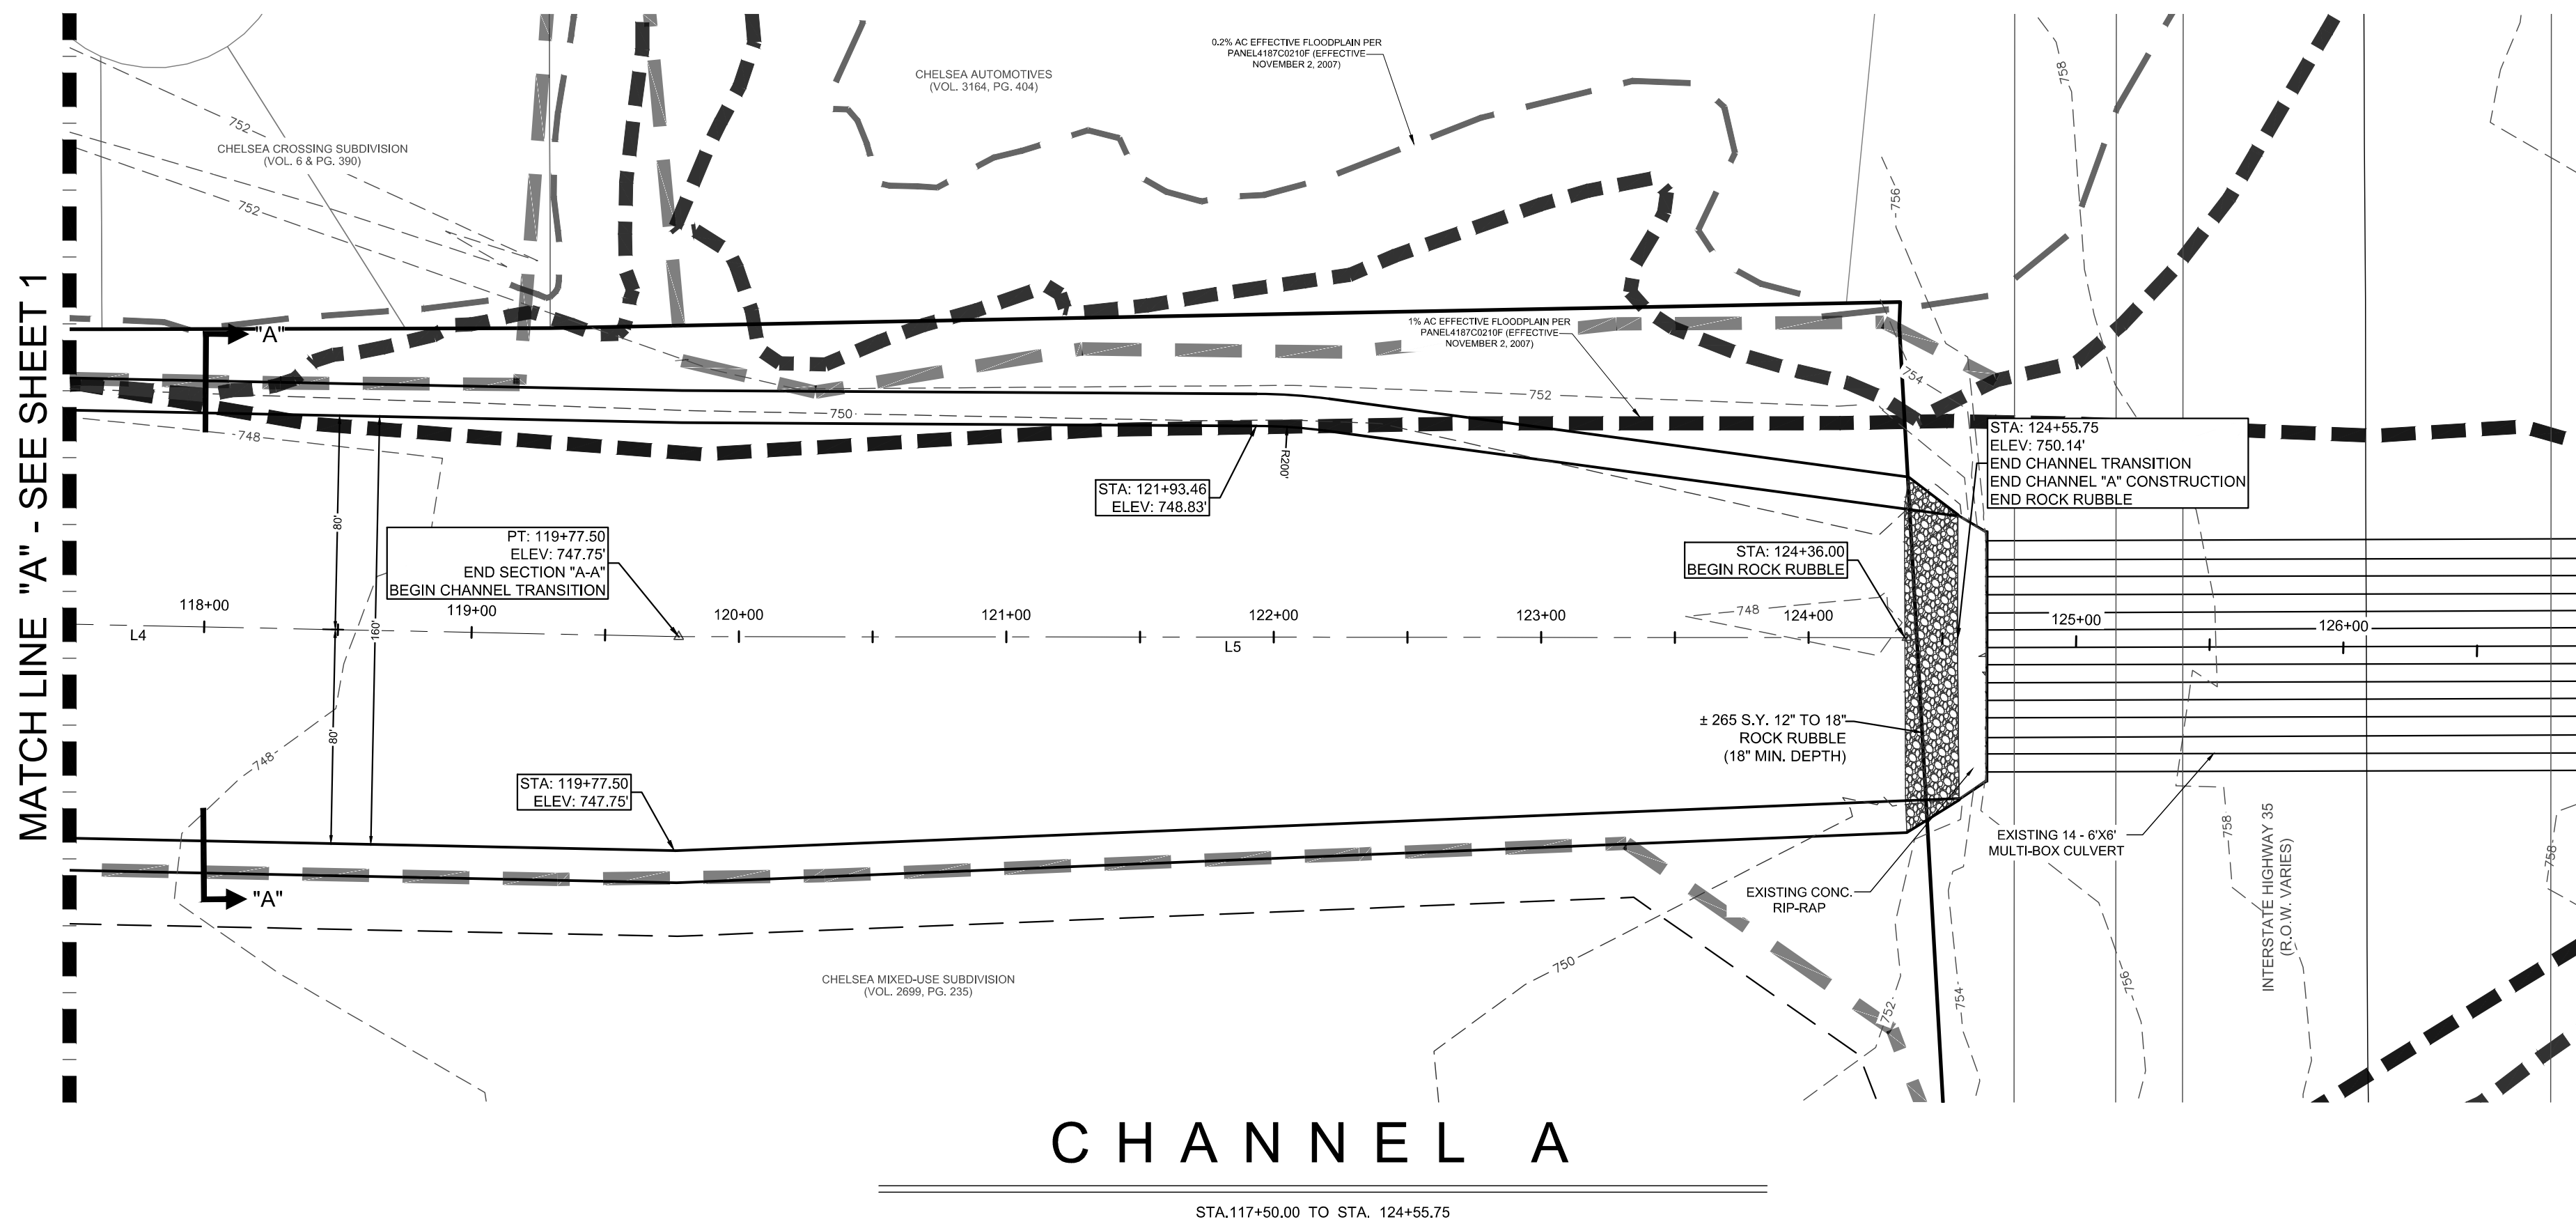 MATCH LINE "A" - SEE SHEET 1
0.2% AC EFFECTIVE FLOODPLAIN PER
PANEL4187C0210F (EFFECTIVE
NOVEMBER 2, 2007)
CHELSEA AUTOMOTIVES
(VOL. 3164, PG. 404)
758
752
CHELSEA CROSSING SUBDIVISION
(VOL. 6 & PG. 390)
752
756
"A"
1% AC EFFECTIVE FLOODPLAIN PER
PANEL4187C0210F (EFFECTIVE
NOVEMBER 2, 2007)
754
752
750
748
STA: 124+55.75
ELEV: 750.14'
END CHANNEL TRANSITION
END CHANNEL "A" CONSTRUCTION
END ROCK RUBBLE
R200'
STA: 121+93.46
ELEV: 748.83'
80'
PT: 119+77.50
ELEV: 747.75'
END SECTION "A-A"
BEGIN CHANNEL TRANSITION
STA: 124+36.00
BEGIN ROCK RUBBLE
118+00
119+00
120+00
121+00
122+00
123+00
124+00
125+00
126+00
748
L4
160'
L5
7
80'
748
± 265 S.Y. 12" TO 18"
ROCK RUBBLE
(18" MIN. DEPTH)
STA: 119+77.50
ELEV: 747.75'
EXISTING 14 - 6'X6'
MULTI-BOX CULVERT
758
758
INTERSTATE HIGHWAY 35
(R.O.W. VARIES)
"A"
EXISTING CONC.
RIP-RAP
750
CHELSEA MIXED-USE SUBDIVISION
(VOL. 2699, PG. 235)
752
754
756
CHANNEL A
STA.117+50.00 TO STA. 124+55.75